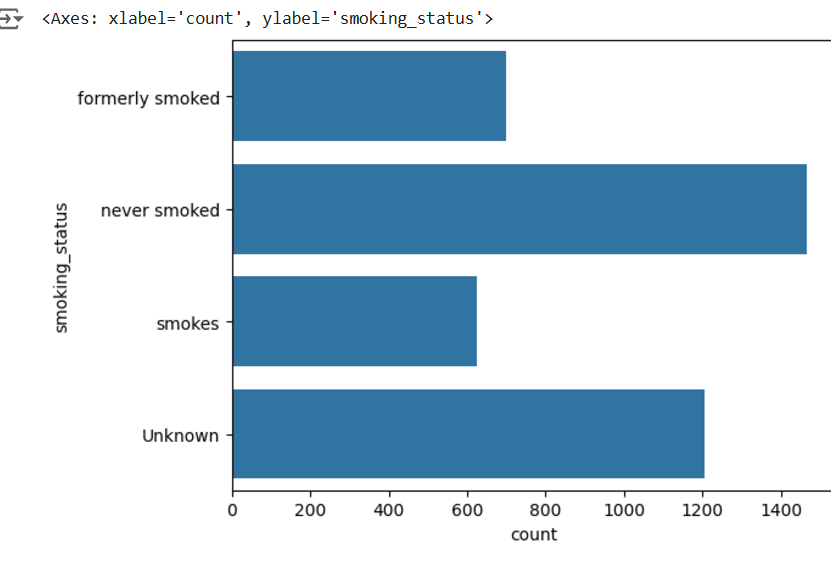 <Axes: xlabel='count', ylabel='smoking_status'>
formerly smoked
never smoked
smokes
Unknown
smoking_status
0 200 400 600 800 1000 1200 1400
count